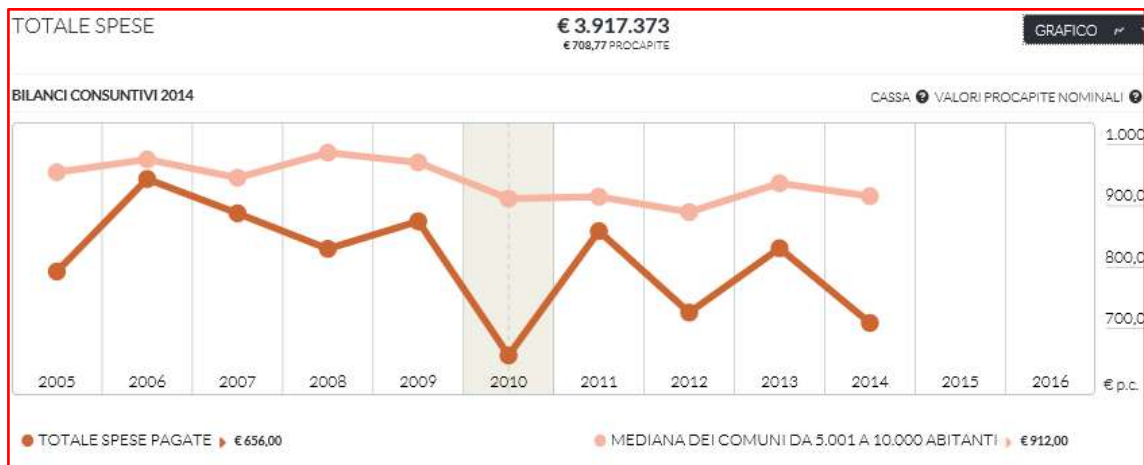 TOTALE SPESE
€ 3.917.373
€ 708,77 PROCAPITE
GRAFICO
BILANCI CONSUNTIVI 2014
CASSA ? VALORI PROCAPITE NOMINALI ?
1.000
900,0
800,0
700,0
2005 2006 2007 2008 2009 2010 2011 2012 2013 2014 2015 2016 € p.c.
TOTALE SPESE PAGATE € 656,00
MEDIANA DEI COMUNI DA 5.001 A 10.000 ABITANTI € 912,00